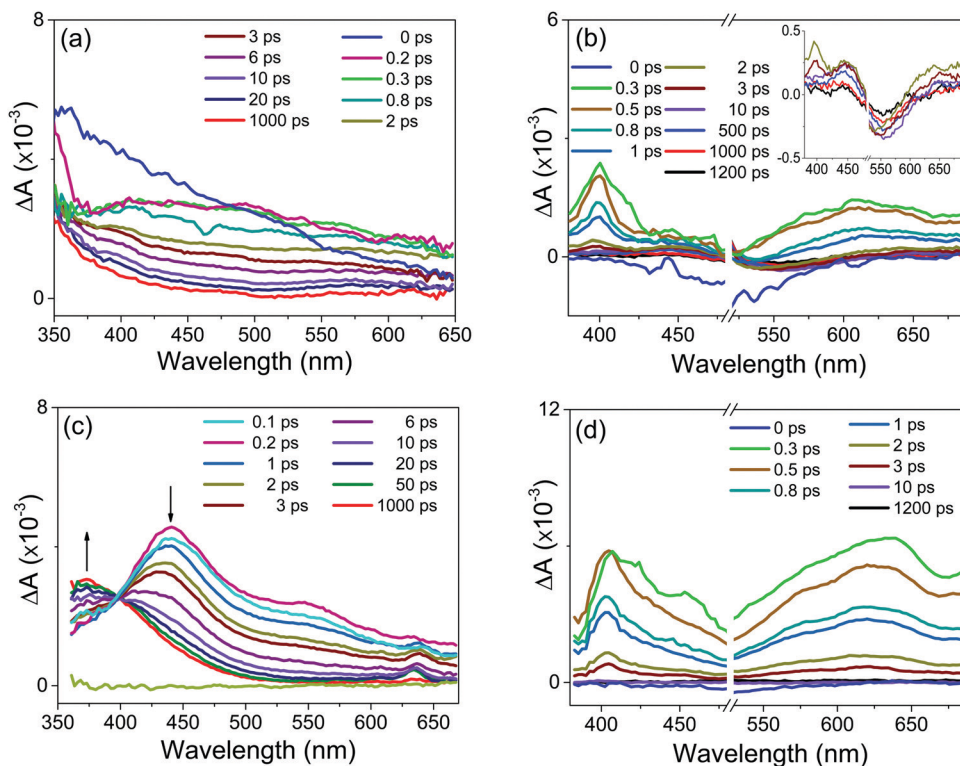 (a)
8
0
ΔA (x10-3)
3 ps 0 ps
6 ps 0.2 ps
10 ps 0.3 ps
20 ps 0.8 ps
1000 ps 2 ps
350 400 450 500 550 600 650
Wavelength (nm)
(b)
6
0
ΔA (x10-3)
0 ps 2 ps
0.3 ps 3 ps
0.5 ps 10 ps
0.8 ps 500 ps
1 ps 1000 ps
1200 ps
0.5
0.0
-0.5
400 450 550 600 650
400 450 550 600 650
Wavelength (nm)
(c)
8
0
ΔA (x10-3)
0.1 ps 6 ps
0.2 ps 10 ps
1 ps 20 ps
2 ps 50 ps
3 ps 1000 ps
350 400 450 500 550 600 650
Wavelength (nm)
(d)
12
0
ΔA (x10-3)
0 ps 1 ps
0.3 ps 2 ps
0.5 ps 3 ps
0.8 ps 10 ps
1200 ps
400 450 550 600 650
Wavelength (nm)